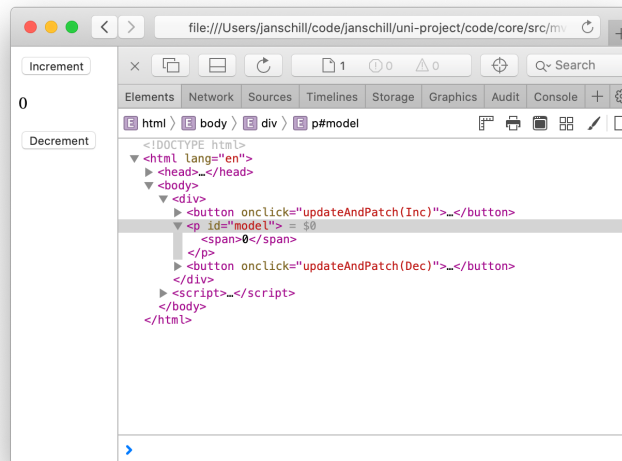 file:///Users/janschill/code/janschill/uni-project/code/core/src/mv
Increment
0
Decrement
1 0 0 Search
Elements Network Sources Timelines Storage Graphics Audit Console
E html E body E div E p#model
<!DOCTYPE html>
<html lang="en">
<head>…</head>
<body>
<div>
<button onclick="updateAndPatch(Inc)">…</button>
<p id="model"> = $0
<span>0</span>
</p>
<button onclick="updateAndPatch(Dec)">…</button>
</div>
<script>…</script>
</body>
</html>